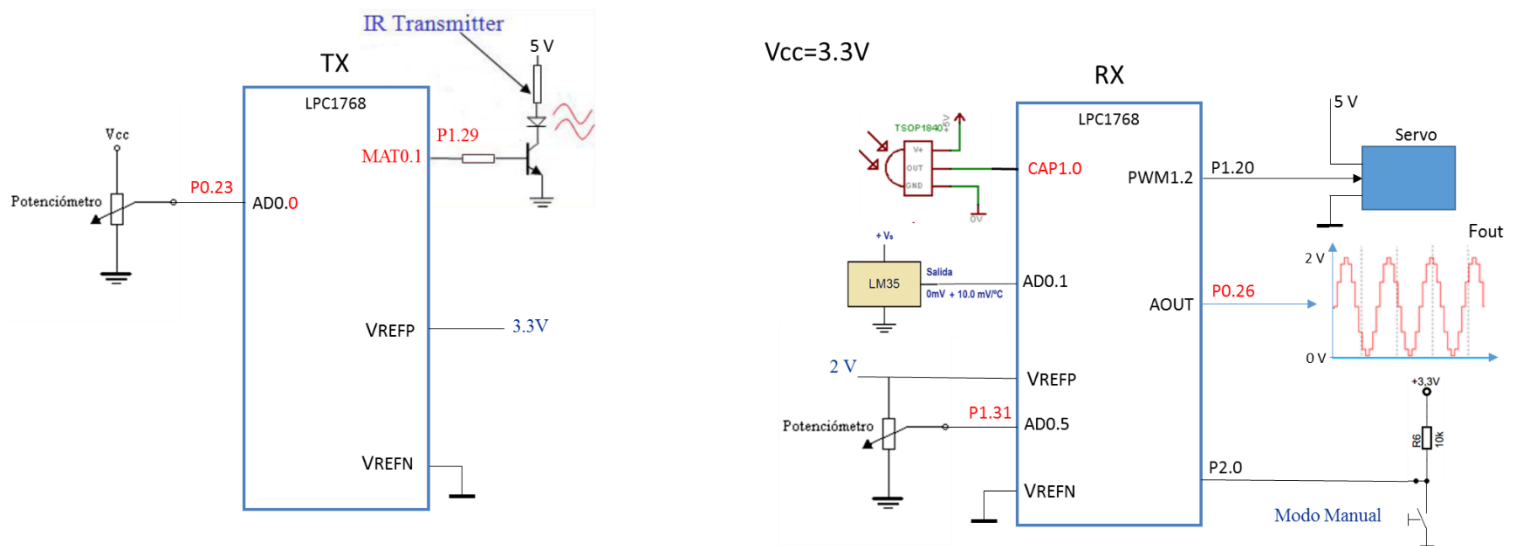 IR Transmitter
5 V
TX
LPC1768
Vcc
P0.23
Potenciómetro
AD0.0
MAT0.1
P1.29
VREFP
3.3V
VREFN
Vcc=3.3V
RX
LPC1768
TSOP1840
+5V
Ve
OUT
GND
0V
CAP1.0
+ Vs
LM35
Salida
0mV + 10.0 mV/ºC
AD0.1
2 V
VREFP
Potenciómetro
P1.31
AD0.5
VREFN
5 V
Servo
PWM1.2
P1.20
Fout
2 V
P0.26
AOUT
0 V
+3,3V
R6
10k
P2.0
Modo Manual